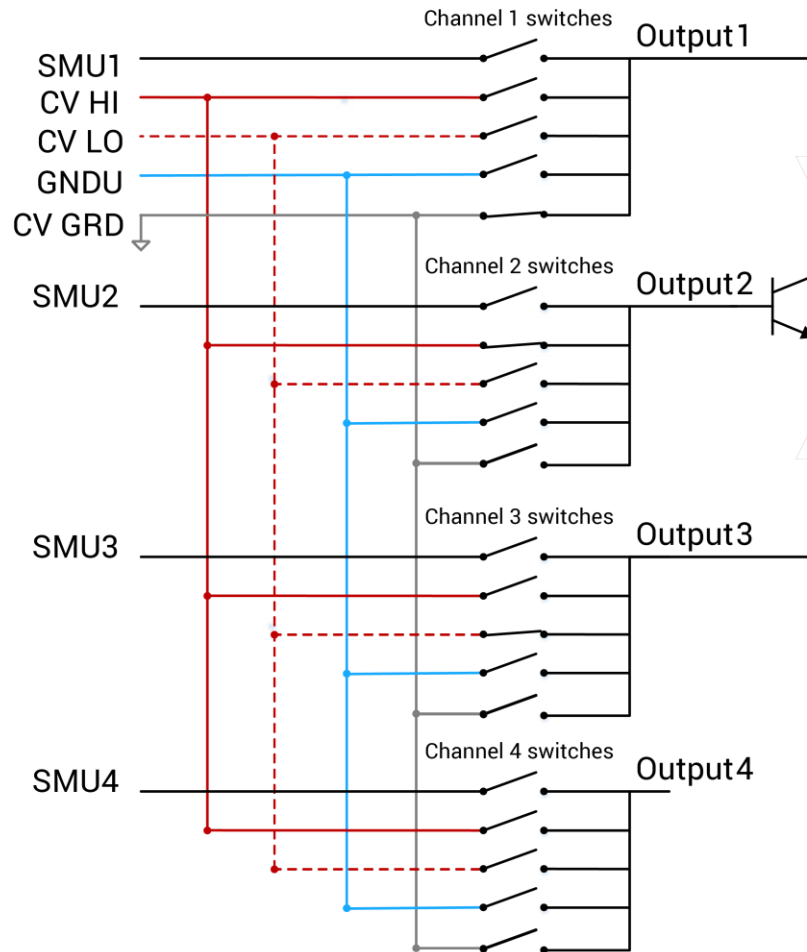 Channel 1 switches
Output1
SMU1
CV HI
CV LO
GNDU
CV GRD
Channel 2 switches
Output2
SMU2
Channel 3 switches
Output3
SMU3
Channel 4 switches
Output4
SMU4